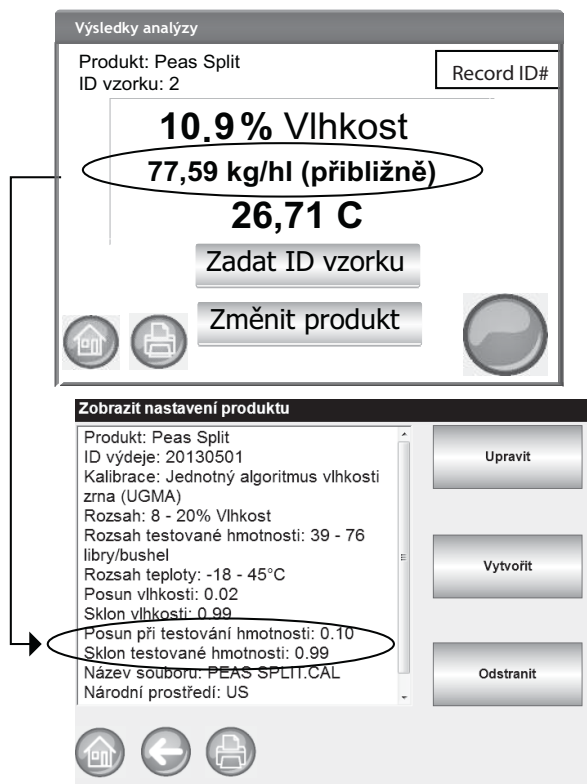 Výsledky analýzy
Produkt: Peas Split
ID vzorku: 2
Record ID#
10.9% Vlhkost
77,59 kg/hl (přibližně)
26,71 C
Zadat ID vzorku
Změnit produkt
Zobrazit nastavení produktu
Produkt: Peas Split
ID výdeje: 20130501
Kalibrace: Jednotný algoritmus vlhkosti
zrna (UGMA)
Rozsah: 8 - 20% Vlhkost
Rozsah testované hmotnosti: 39 - 76
libry/bushel
Rozsah teploty: -18 - 45°C
Posun vlhkosti: 0.02
Sklon vlhkosti: 0.99
Posun při testování hmotnosti: 0.10
Sklon testované hmotnosti: 0.99
Název souboru: PEAS SPLIT.CAL
Národní prostředí: US
Upravit
Vytvořit
Odstranit